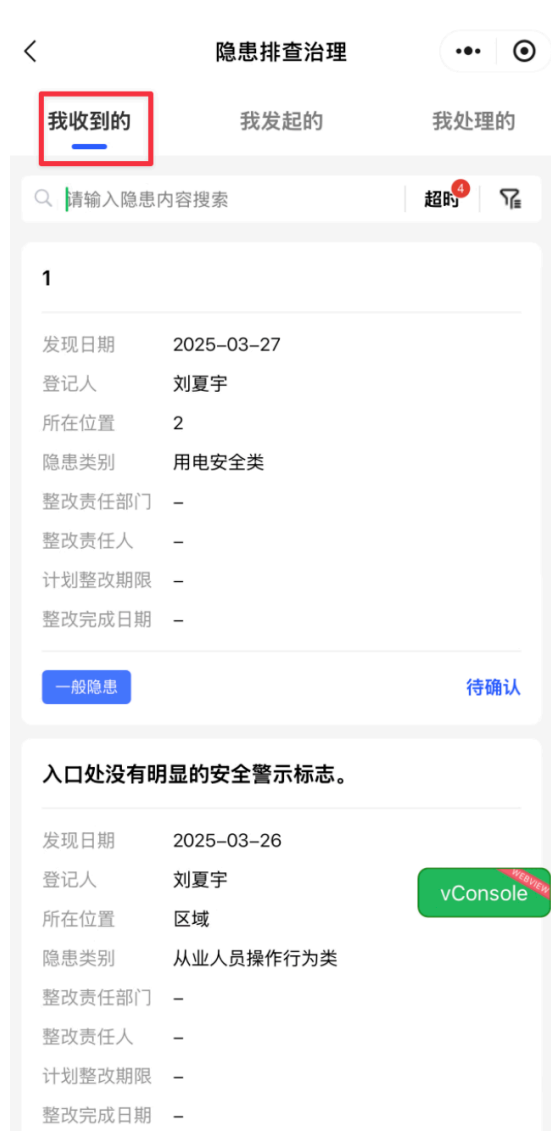 隐患排查治理
我收到的 我发起的 我处理的
请输入隐患内容搜索 超时 4
1
发现日期 2025-03-27
登记人 刘夏宇
所在位置 2
隐患类别 用电安全类
整改责任部门 -
整改责任人 -
计划整改期限 -
整改完成日期 -
一般隐患 待确认
入口处没有明显的安全警示标志。
发现日期 2025-03-26
登记人 刘夏宇
所在位置 区域
隐患类别 从业人员操作行为类
整改责任部门 -
整改责任人 -
计划整改期限 -
整改完成日期 -
WEBVIEW
vConsole